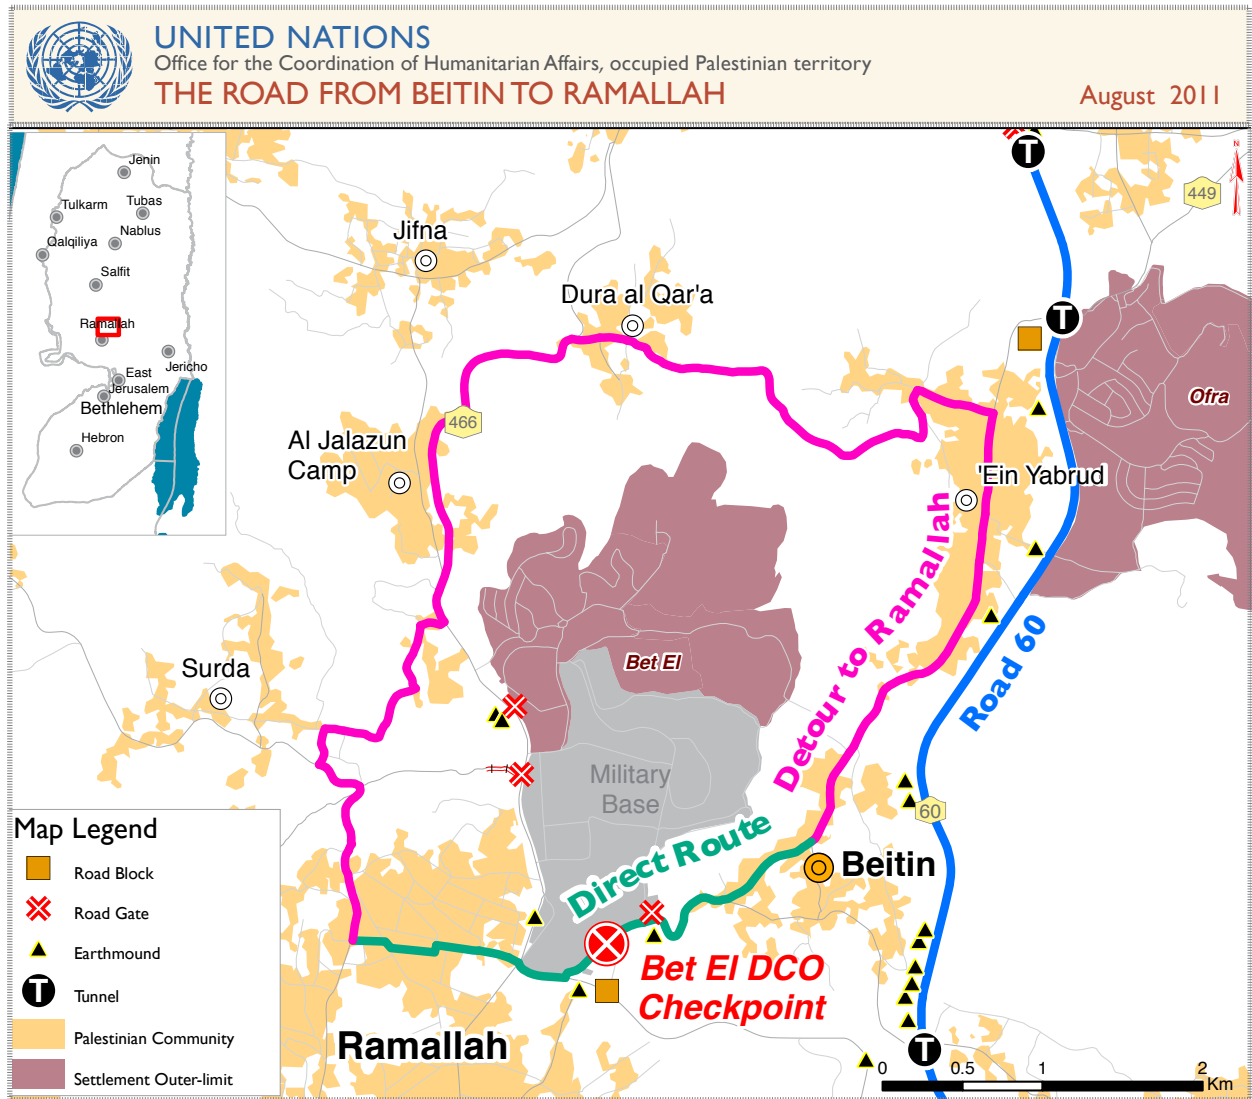 UNITED NATIONS
Office for the Coordination of Humanitarian Affairs, occupied Palestinian territory
THE ROAD FROM BEITIN TO RAMALLAH
August 2011
Jenin
Tulkarm
Tubas
Nablus
Qalqiliya
Salfit
Ramallah
Jericho
East
Jerusalem
Bethlehem
Hebron
T
N
449
Jifna
Dura al Qar'a
T
Ofra
466
Al Jalazun
Camp
'Ein Yabrud
Detour to Ramallah
Road 60
Bet El
Surda
Military
Base
60
Direct Route
Beitin
Bet El DCO
Checkpoint
Ramallah
T
0
0.5
1
2
Km
Map Legend
Road Block
Road Gate
Earthmound
T
Tunnel
Palestinian Community
Settlement Outer-limit